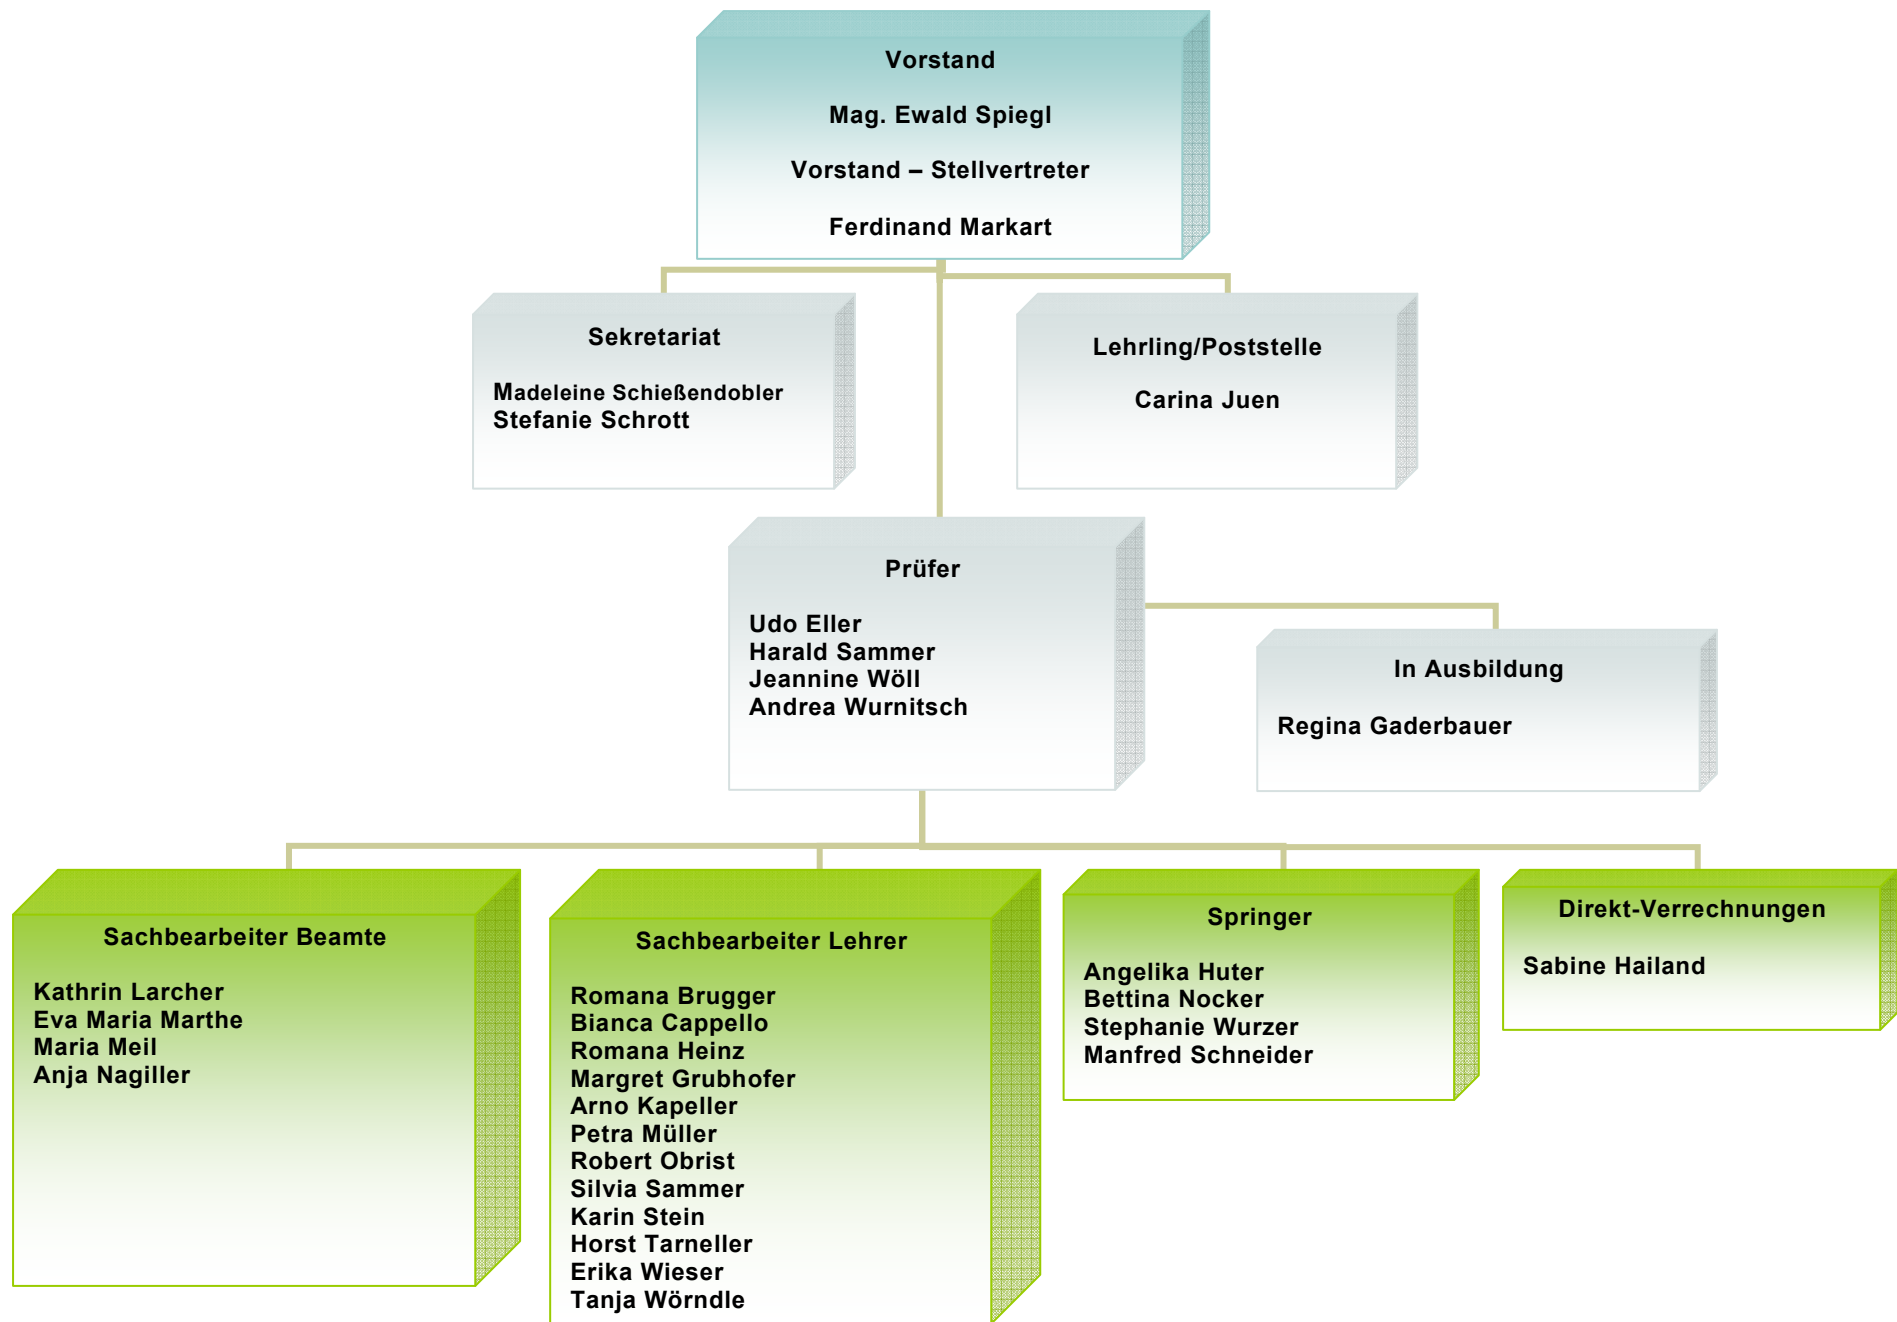 Vorstand
Mag. Ewald Spiegl
Vorstand – Stellvertreter
Ferdinand Markart
Sekretariat
Madeleine Schießendobler
Stefanie Schrott
Lehrling/Poststelle
Carina Juen
Prüfer
Udo Eller
Harald Sammer
Jeannine Wöll
Andrea Wurnitsch
In Ausbildung
Regina Gaderbauer
Sachbearbeiter Beamte
Kathrin Larcher
Eva Maria Marthe
Maria Meil
Anja Nagiller
Sachbearbeiter Lehrer
Romana Brugger
Bianca Cappello
Romana Heinz
Margret Grubhofer
Arno Kapeller
Petra Müller
Robert Obrist
Silvia Sammer
Karin Stein
Horst Tarneller
Erika Wieser
Tanja Wörndle
Springer
Angelika Huter
Bettina Nocker
Stephanie Wurzer
Manfred Schneider
Direkt-Verrechnungen
Sabine Hailand